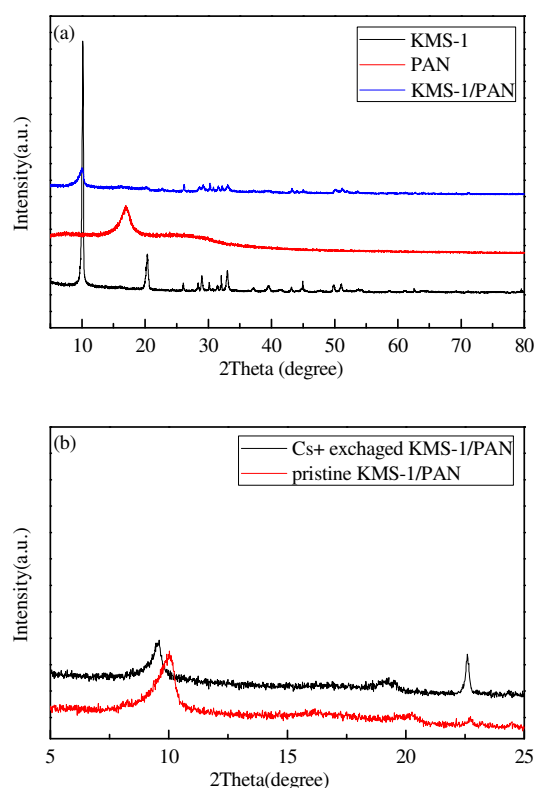 (a)
KMS-1
PAN
KMS-1/PAN
Intensity(a.u.)
10 20 30 40 50 60 70 80
2Theta (degree)
(b)
Cs+ exchaged KMS-1/PAN
pristine KMS-1/PAN
Intensity(a.u.)
5 10 15 20 25
2Theta(degree)